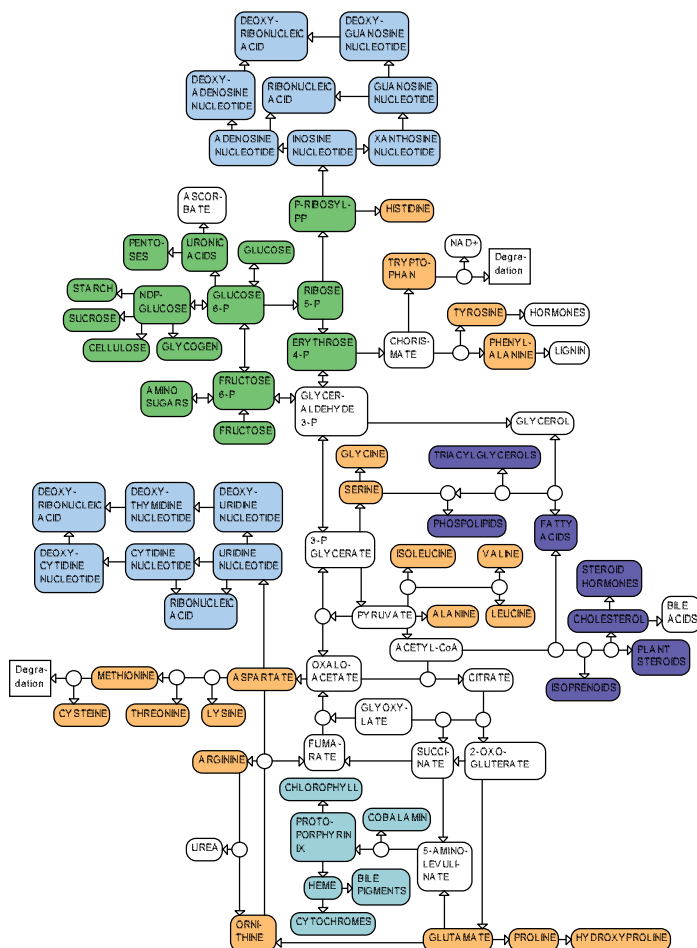 DEOXY-
RIBONUCLEIC
ACID
DEOXY-
GUANOSINE
NUCLEOTIDE
DEOXY-
ADENOSINE
NUCLEOTIDE
RIBONUCLEIC
ACID
GUANOSINE
NUCLEOTIDE
ADENOSINE
NUCLEOTIDE
INOSINE
NUCLEOTIDE
XANTHOSINE
NUCLEOTIDE
ASCOR-
BATE
P-RIBOSYL-
PP
HISTIDINE
PENTO-
SES
URONIC
ACIDS
GLUCOSE
NAD+
TRYPTO-
PHAN
Degra-
dation
STARCH
NDP-
GLUCOSE
GLUCOSE
6-P
RIBOSE
5-P
SUCROSE
TYROSINE
HORMONES
CELLULOSE
GLYCOGEN
ERYTHROSE
4-P
CHORIS-
MATE
PHENYL-
ALANINE
LIGNIN
AMINO
SUGARS
FRUCTOSE
6-P
GLYCER-
ALDEHYDE
3-P
FRUCTOSE
GLYCEROL
GLYCINE
TRIACYLGLYCEROLS
SERINE
DEOXY-
RIBONUCLEIC
ACID
DEOXY-
THYMIDINE
NUCLEOTIDE
DEOXY-
URIDINE
NUCLEOTIDE
PHOSPOLIPIDS
FATTY
ACIDS
DEOXY-
CYTIDINE
NUCLEOTIDE
CYTIDINE
NUCLEOTIDE
URIDINE
NUCLEOTIDE
3-P
GLYCERATE
ISOLEUCINE
VALINE
STEROID
HORMONES
RIBONUCLEIC
ACID
PYRUVATE
ALANINE
LEUCINE
CHOLESTEROL
BILE
ACIDS
ACETYL-CoA
PLANT
STEROIDS
Degra-
dation
METHIONINE
ASPARTATE
OXALO-
ACETATE
CITRATE
ISOPRENOIDS
CYSTEINE
THREONINE
LYSINE
GLYOXY-
LATE
ARGININE
FUMA-
RATE
SUCCI-
NATE
2-OXO-
GLUTERATE
CHLOROPHYLL
PROTO-
PORPHYRIN
IX
COBALAMIN
UREA
5-AMINO-
LEVULI-
NATE
HEME
BILE
PIGMENTS
CYTOCHROMES
ORNI-
THINE
GLUTAMATE
PROLINE
HYDROXYPROLINE